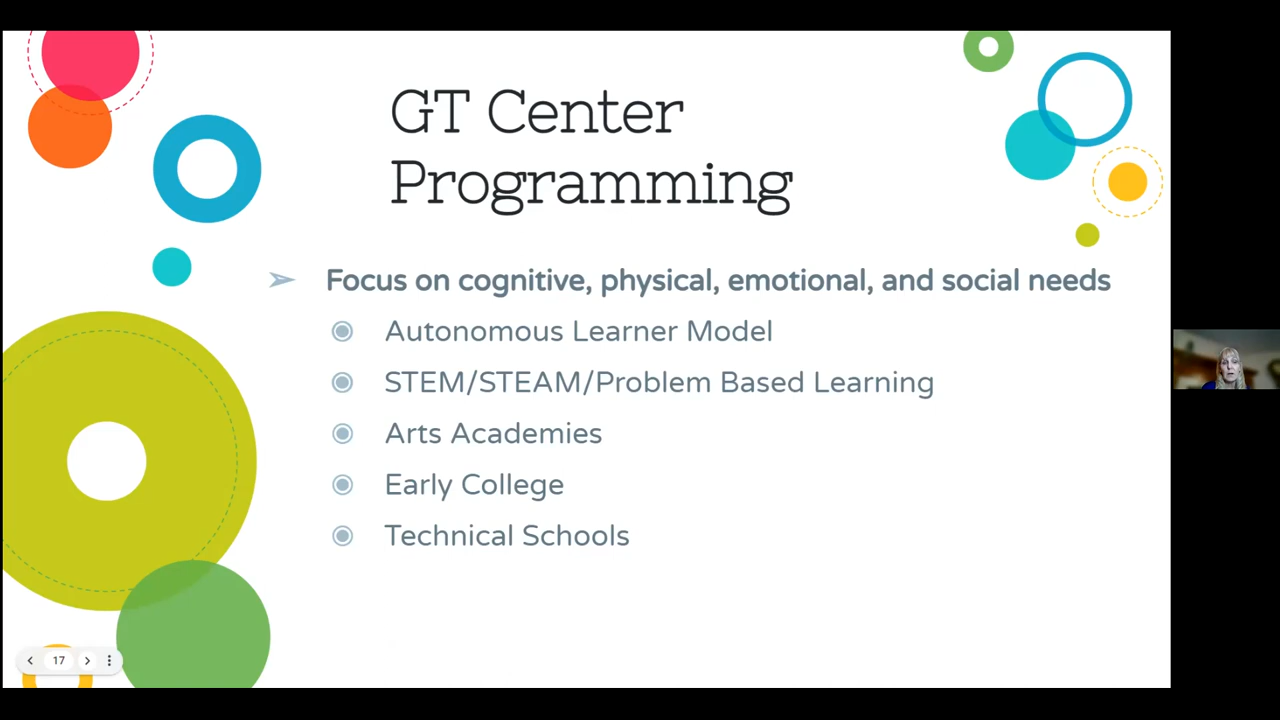 GT Center
Programming
➢ Focus on cognitive, physical, emotional, and social needs
◉ Autonomous Learner Model
◉ STEM/STEAM/Problem Based Learning
◉ Arts Academies
◉ Early College
◉ Technical Schools
17